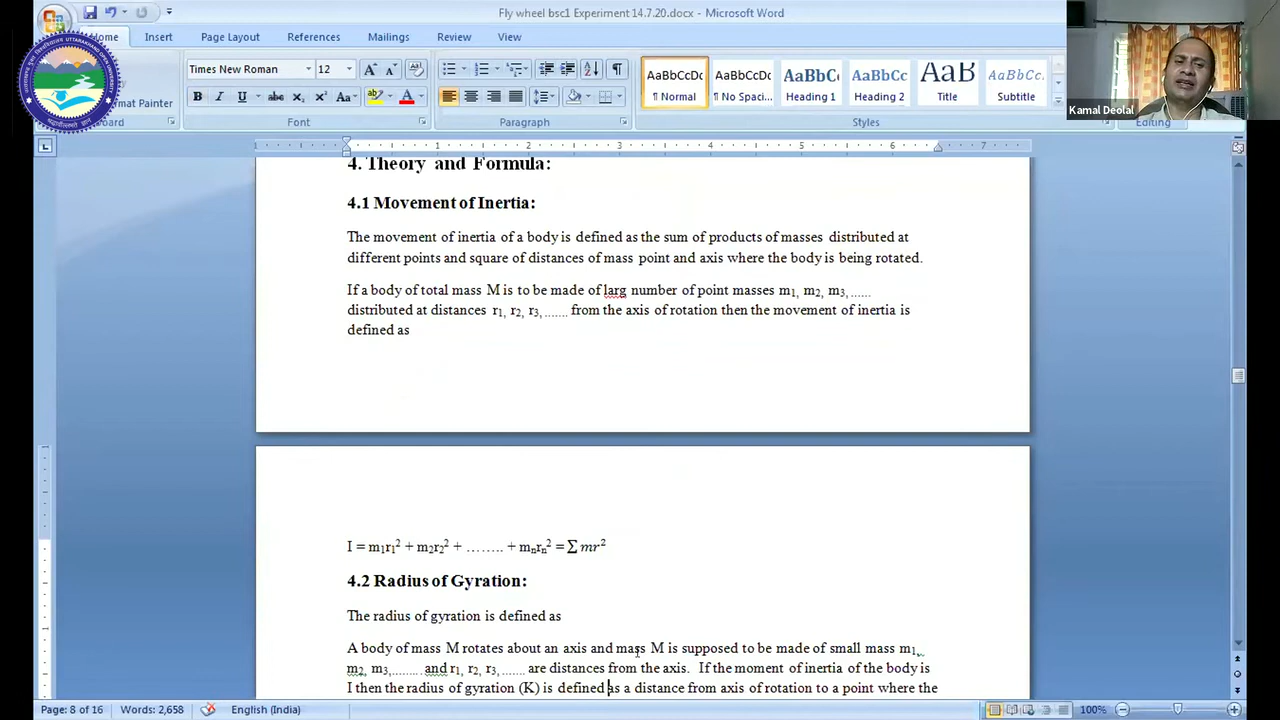 Fly wheel bsc1 Experiment 14.7.20.docx - Microsoft Word
Insert Page Layout References Mailings Review View
Times New Roman 12
AaBbCcDc AaBbCcDc AaBbC AaBbCc AaB AaBbCc
¶ Normal ¶ No Spaci... Heading 1 Heading 2 Title Subtitle
Font Paragraph Styles Editing
Kamal Deolal
4. Theory and Formula:
4.1 Movement of Inertia:
The movement of inertia of a body is defined as the sum of products of masses distributed at
different points and square of distances of mass point and axis where the body is being rotated.
If a body of total mass M is to be made of larg number of point masses m1, m2, m3,......
distributed at distances r1, r2, r3,....... from the axis of rotation then the movement of inertia is
defined as
I = m1r1² + m2r2² + …….. + mnrn² = ∑ mr²
4.2 Radius of Gyration:
The radius of gyration is defined as
A body of mass M rotates about an axis and mass M is supposed to be made of small mass m1,
m2, m3,........ and r1, r2, r3,....... are distances from the axis. If the moment of inertia of the body is
I then the radius of gyration (K) is defined as a distance from axis of rotation to a point where the
Page: 8 of 16 Words: 2,658 English (India) 100%